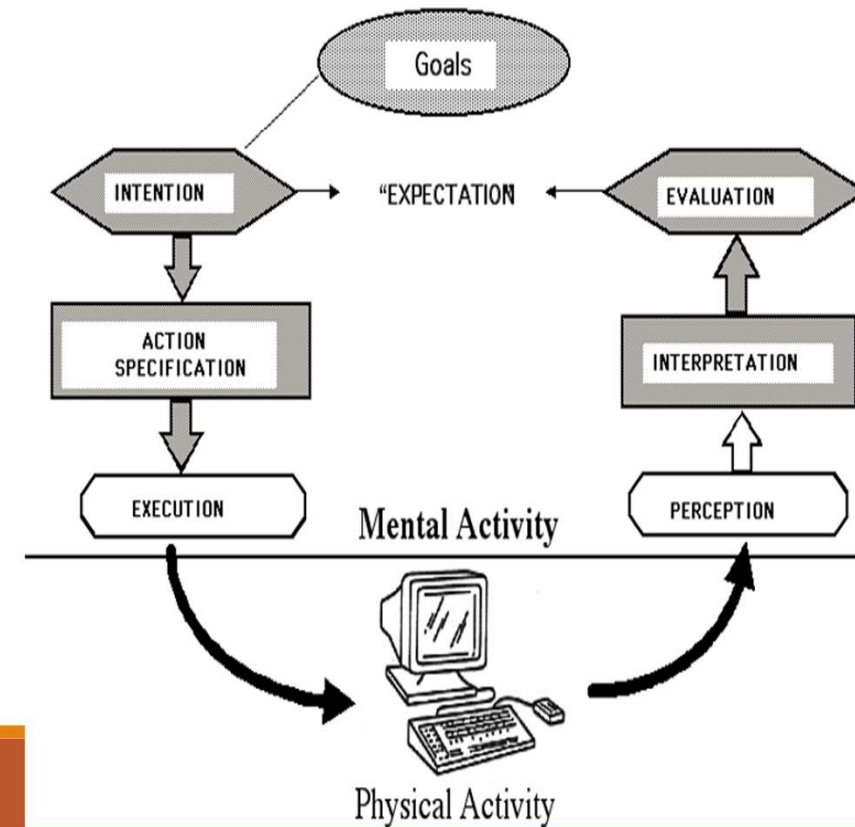 Goals
INTENTION
"EXPECTATION
EVALUATION
ACTION
SPECIFICATION
INTERPRETATION
EXECUTION
PERCEPTION
Mental Activity
Physical Activity